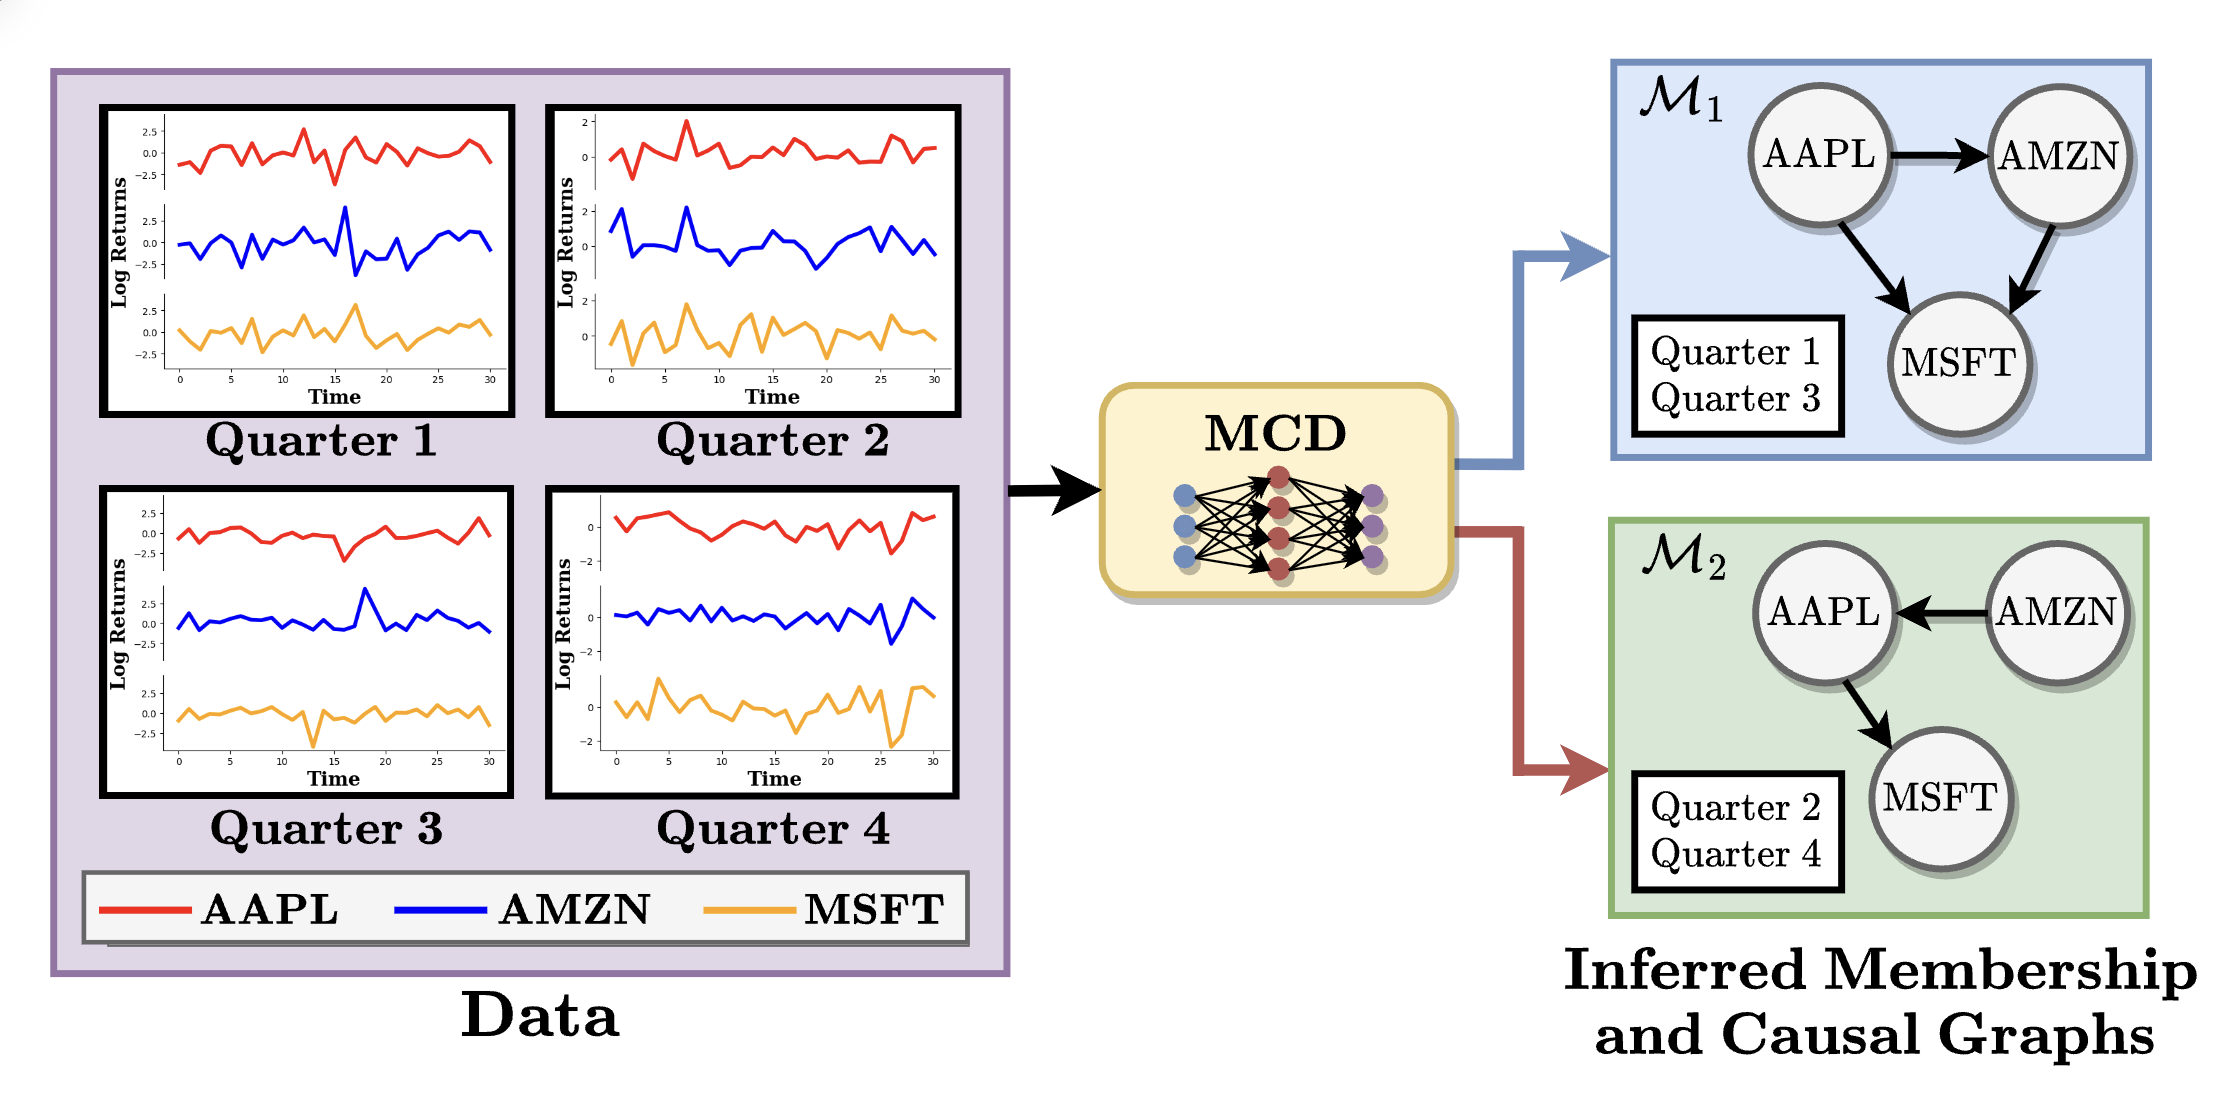 2.5
0.0
−2.5
2.5
0.0
−2.5
2.5
0.0
−2.5
0 5 10 15 20 25 30
Log Returns
Time
Quarter 1
2
0
2
0
2
0
0 5 10 15 20 25 30
Log Returns
Time
Quarter 2
2.5
0.0
−2.5
2.5
0.0
−2.5
2.5
0.0
−2.5
0 5 10 15 20 25 30
Log Returns
Time
Quarter 3
0
−2
0
−2
0
−2
0 5 10 15 20 25 30
Log Returns
Time
Quarter 4
AAPL AMZN MSFT
Data
MCD
ℳ₁
AAPL AMZN
MSFT
Quarter 1
Quarter 3
ℳ₂
AAPL AMZN
MSFT
Quarter 2
Quarter 4
Inferred Membership
and Causal Graphs